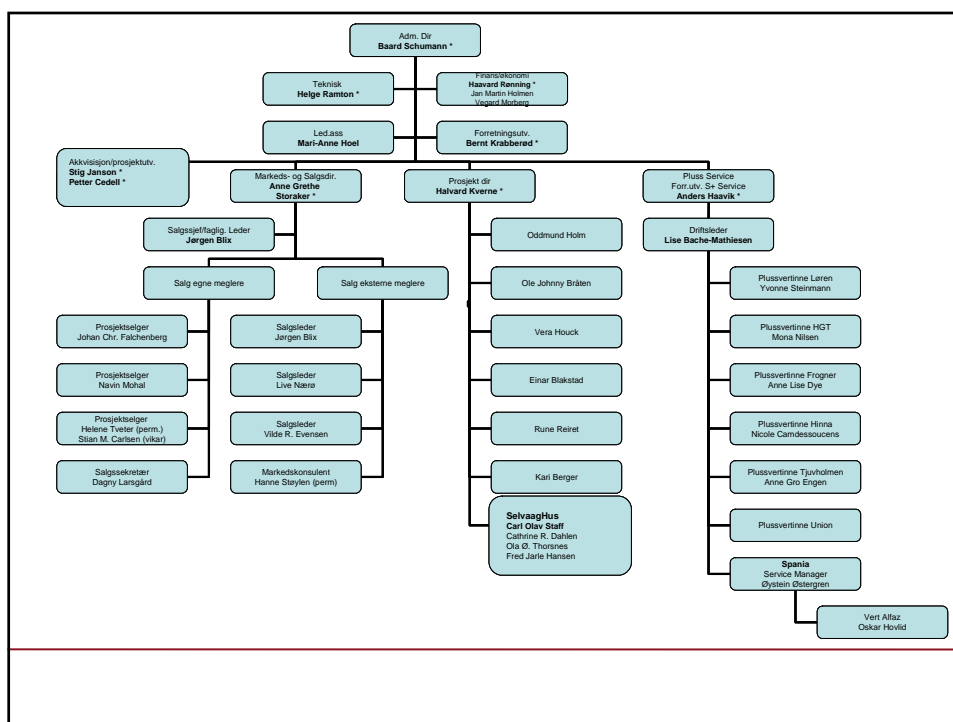 Adm. Dir
Baard Schumann *
Teknisk
Helge Ramton *
Finans/økonomi
Haavard Rønning *
Jan Martin Holmen
Vegard Morberg
Led.ass
Mari-Anne Hoel
Forretningsutv.
Bernt Krabberød *
Akkvisisjon/prosjektutv.
Stig Janson *
Petter Cedell *
Markeds- og Salgsdir.
Anne Grethe
Storaker *
Prosjekt dir
Halvard Kverne *
Pluss Service
Forr.utv. S+ Service
Anders Haavik *
Salgssjef/faglig. Leder
Jørgen Blix
Driftsleder
Lise Bache-Mathiesen
Salg egne meglere
Salg eksterne meglere
Prosjektselger
Johan Chr. Falchenberg
Prosjektselger
Navin Mohal
Prosjektselger
Helene Tveter (perm.)
Stian M. Carlsen (vikar)
Salgssekretær
Dagny Larsgård
Salgsleder
Jørgen Blix
Salgsleder
Live Nærø
Salgsleder
Vilde R. Evensen
Markedskonsulent
Hanne Støylen (perm)
Oddmund Holm
Ole Johnny Bråten
Vera Houck
Einar Blakstad
Rune Reiret
Kari Berger
SelvaagHus
Carl Olav Staff
Cathrine R. Dahlen
Ola Ø. Thorsnes
Fred Jarle Hansen
Plussvertinne Løren
Yvonne Steinmann
Plussvertinne HGT
Mona Nilsen
Plussvertinne Frogner
Anne Lise Dye
Plussvertinne Hinna
Nicole Camdessoucens
Plussvertinne Tjuvholmen
Anne Gro Engen
Plussvertinne Union
Spania
Service Manager
Øystein Østergren
Vert Alfaz
Oskar Hovlid